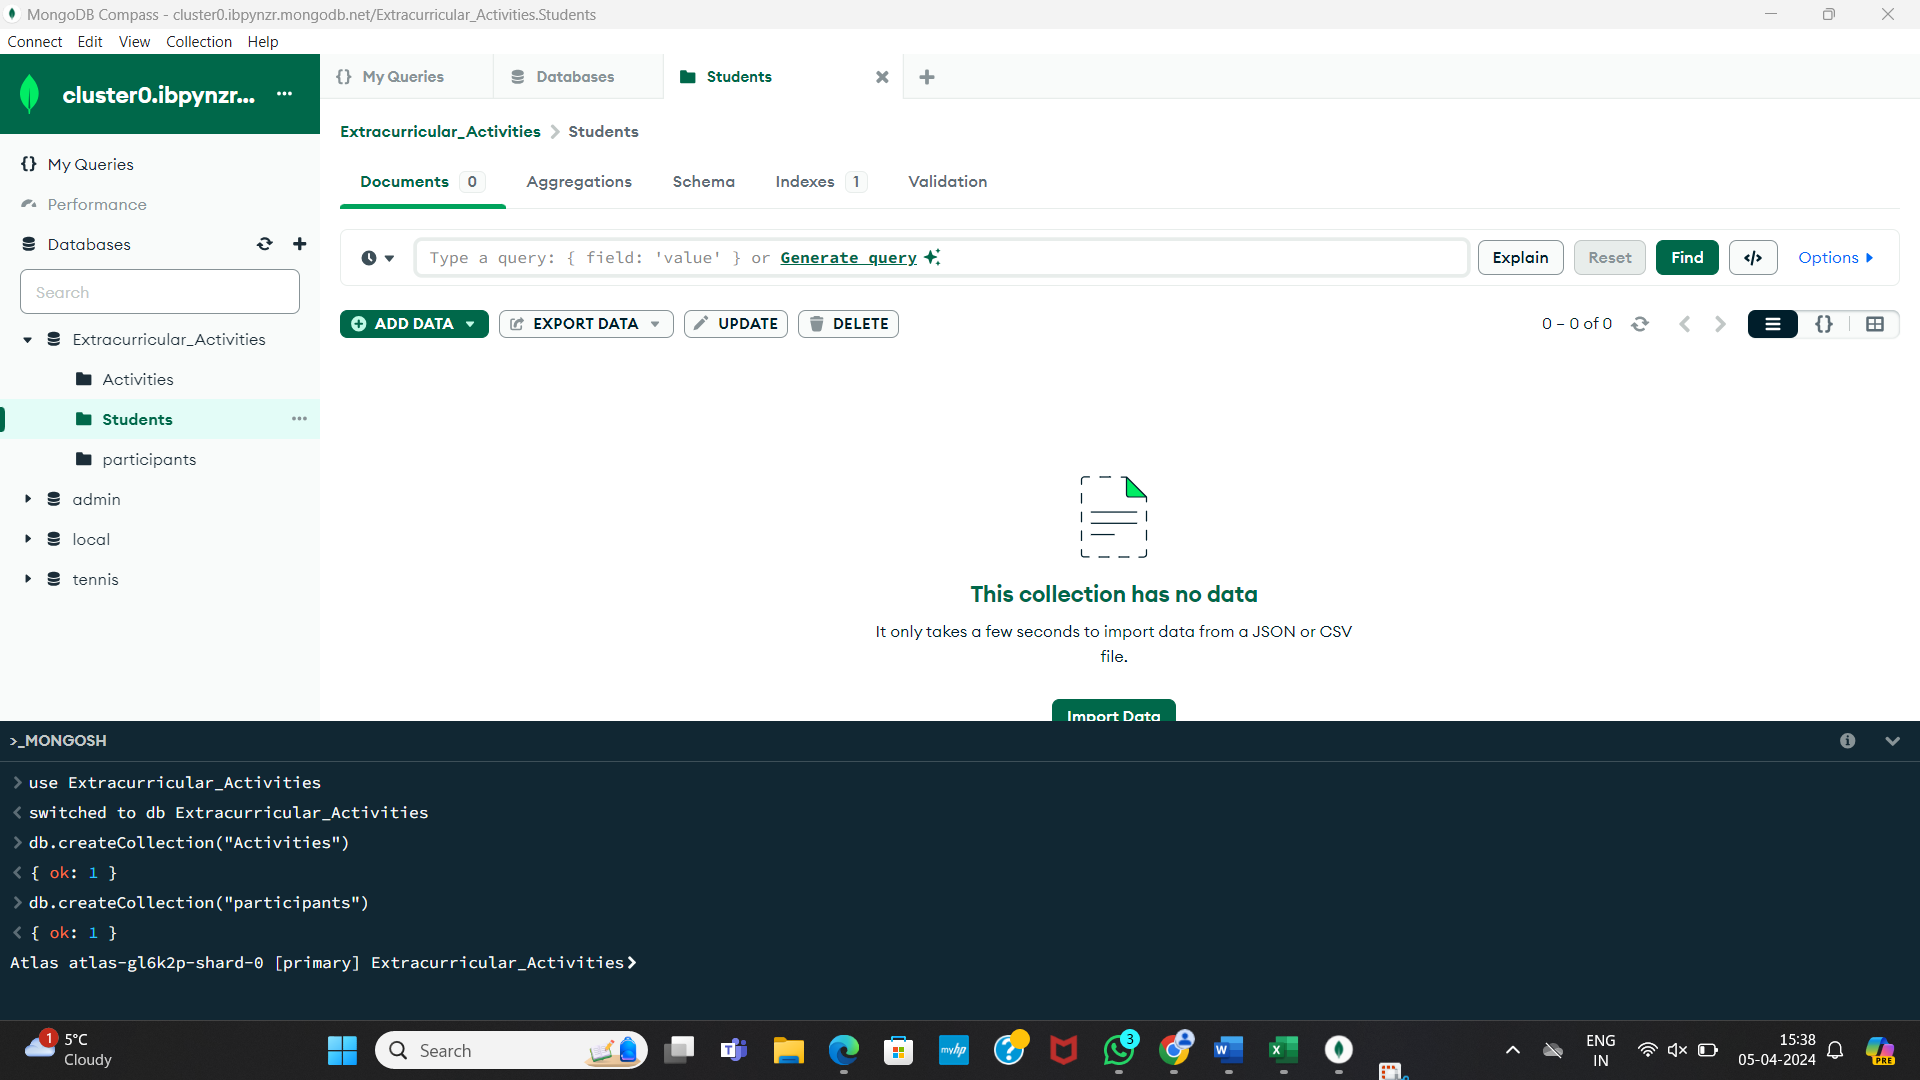 MongoDB Compass - cluster0.ibpynzr.mongodb.net/Extracurricular_Activities.Students
Connect Edit View Collection Help
cluster0.ibpynzr... ...
{} My Queries
Databases
Students
My Queries
Performance
Databases
Search
Extracurricular_Activities
Activities
Students
participants
admin
local
tennis
Extracurricular_Activities > Students
Documents 0 Aggregations Schema Indexes 1 Validation
Type a query: { field: 'value' } or Generate query
Explain Reset Find </> Options
ADD DATA EXPORT DATA UPDATE DELETE
0 – 0 of 0
{}
This collection has no data
It only takes a few seconds to import data from a JSON or CSV
file.
Import Data
>_MONGOSH
> use Extracurricular_Activities
< switched to db Extracurricular_Activities
> db.createCollection("Activities")
< { ok: 1 }
> db.createCollection("participants")
< { ok: 1 }
Atlas atlas-gl6k2p-shard-0 [primary] Extracurricular_Activities>
1
5°C
Cloudy
Search
myhp
3
W
X
PRE
ENG
IN
15:38
05-04-2024